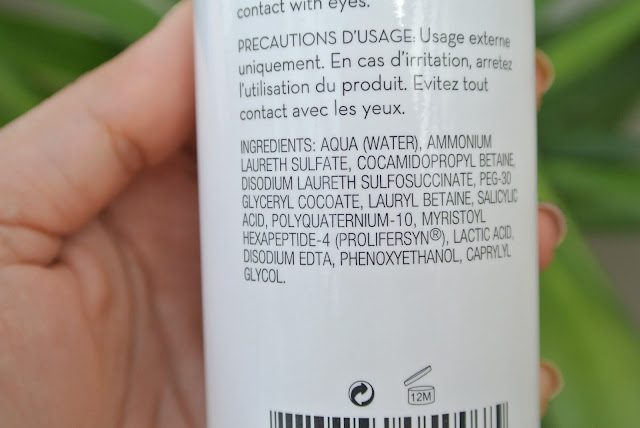 contact with eyes.
PRECAUTIONS D'USAGE: Usage externe
uniquement. En cas d'irritation, arretez
l'utilisation du produit. Evitez tout
contact avec les yeux.
INGREDIENTS: AQUA (WATER), AMMONIUM
LAURETH SULFATE, COCAMIDOPROPYL BETAINE,
DISODIUM LAURETH SULFOSUCCINATE, PEG-30
GLYCERYL COCOATE, LAURYL BETAINE, SALICYLIC
ACID, POLYQUATERNIUM-10, MYRISTOYL
HEXAPEPTIDE-4 (PROLIFERSYN®), LACTIC ACID,
DISODIUM EDTA, PHENOXYETHANOL, CAPRYLYL
GLYCOL.
12M